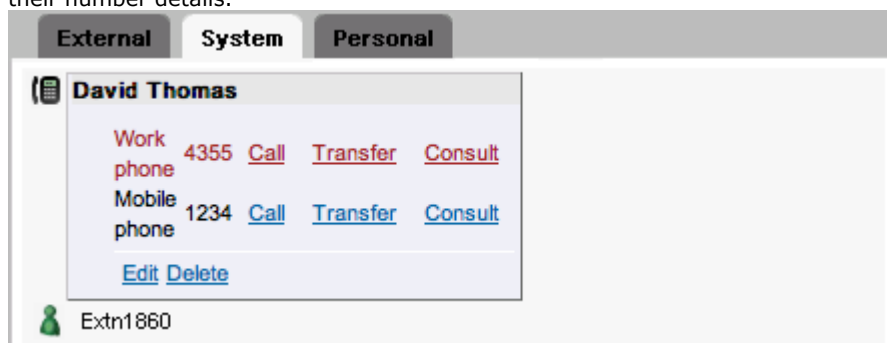 their number details.
External System Personal
David Thomas
Work
phone 4355 Call Transfer Consult
Mobile
phone 1234 Call Transfer Consult
Edit Delete
Extn1860